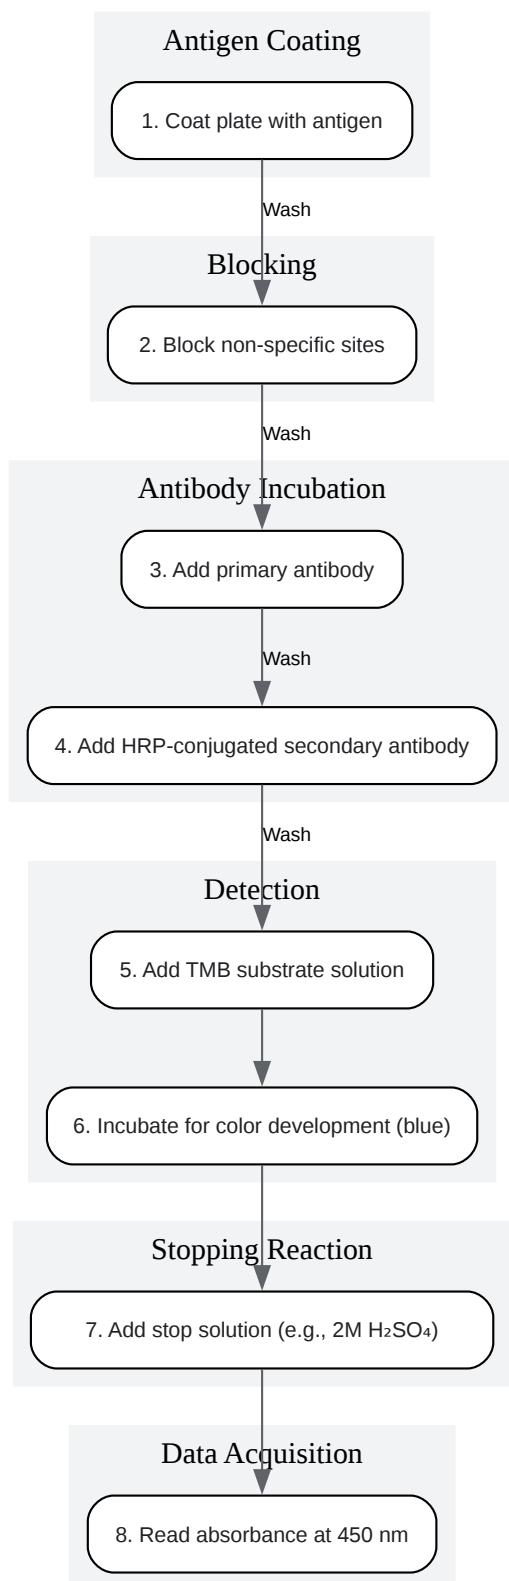 Antigen Coating
1. Coat plate with antigen
Wash
Blocking
2. Block non-specific sites
Wash
Antibody Incubation
3. Add primary antibody
Wash
4. Add HRP-conjugated secondary antibody
Wash
Detection
5. Add TMB substrate solution
6. Incubate for color development (blue)
Stopping Reaction
7. Add stop solution (e.g., 2M H₂SO₄)
Data Acquisition
8. Read absorbance at 450 nm